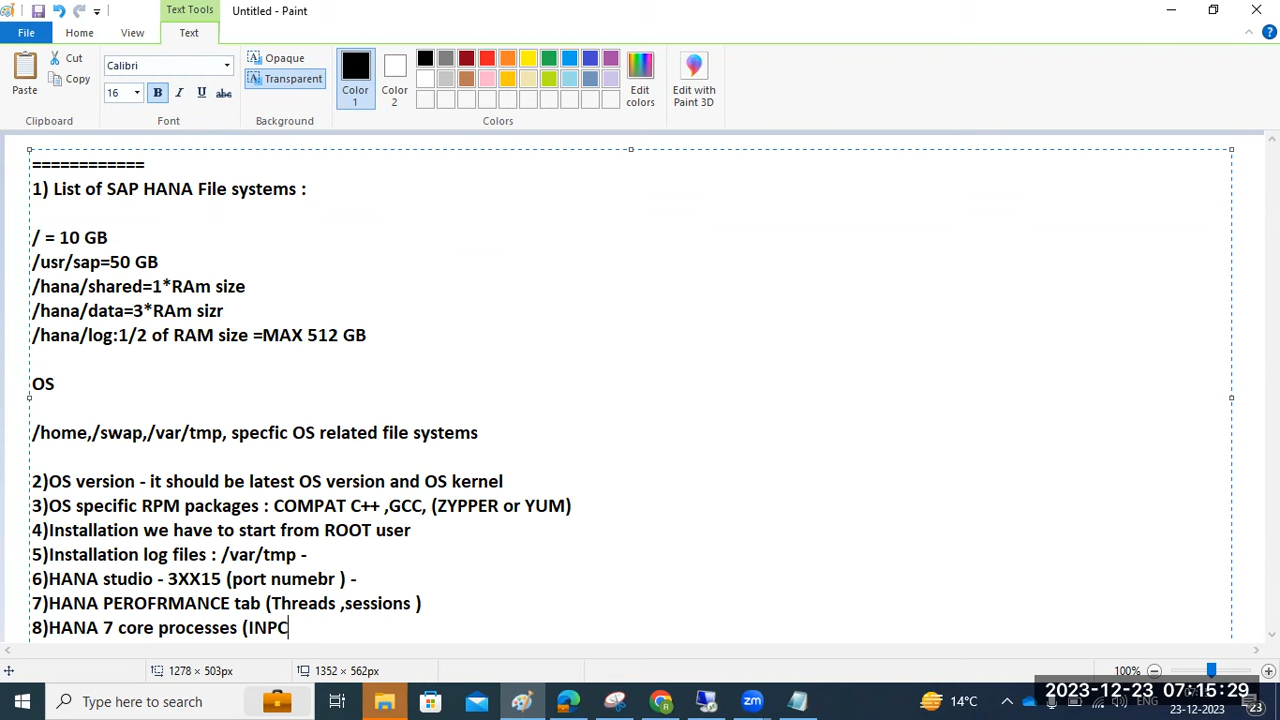 Text Tools
Untitled - Paint
File
Home
View
Text
Paste
Cut
Copy
Clipboard
Calibri
16
B
I
U
abc
Font
A Opaque
A Transparent
Background
Color 1
Color 2
Edit colors
Colors
Edit with Paint 3D
============
1) List of SAP HANA File systems :
/ = 10 GB
/usr/sap=50 GB
/hana/shared=1*RAm size
/hana/data=3*RAm sizr
/hana/log:1/2 of RAM size =MAX 512 GB
OS
/home,/swap,/var/tmp, specfic OS related file systems
2)OS version - it should be latest OS version and OS kernel
3)OS specific RPM packages : COMPAT C++ ,GCC, (ZYPPER or YUM)
4)Installation we have to start from ROOT user
5)Installation log files : /var/tmp -
6)HANA studio - 3XX15 (port numebr ) -
7)HANA PEROFRMANCE tab (Threads ,sessions )
8)HANA 7 core processes (INPC
1278 × 503px
1352 × 562px
100%
Type here to search
14°C
ENG
2023-12-23 07:15:29
23-12-2023
23